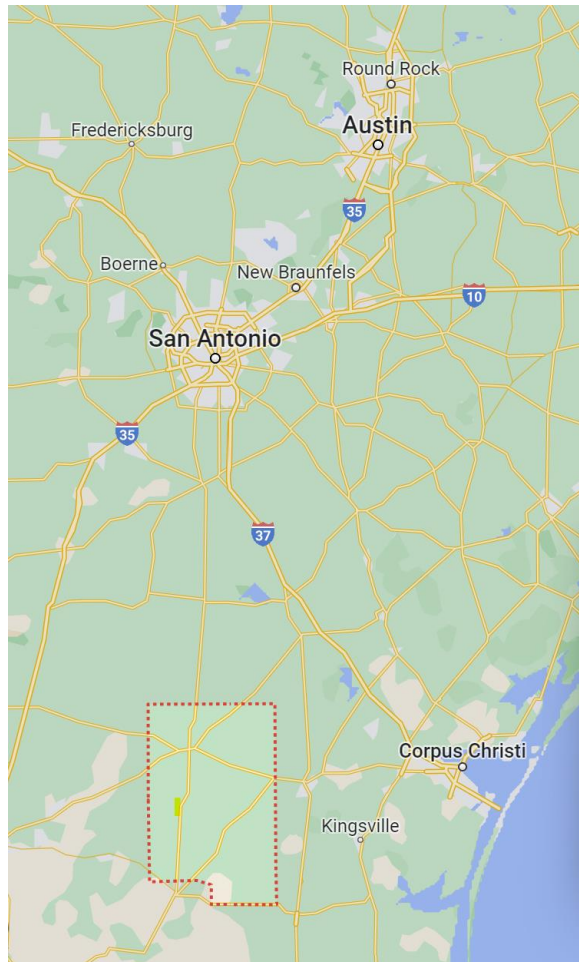 Round Rock
Austin
Fredericksburg
35
Boerne
New Braunfels
10
San Antonio
35
37
Corpus Christi
Kingsville